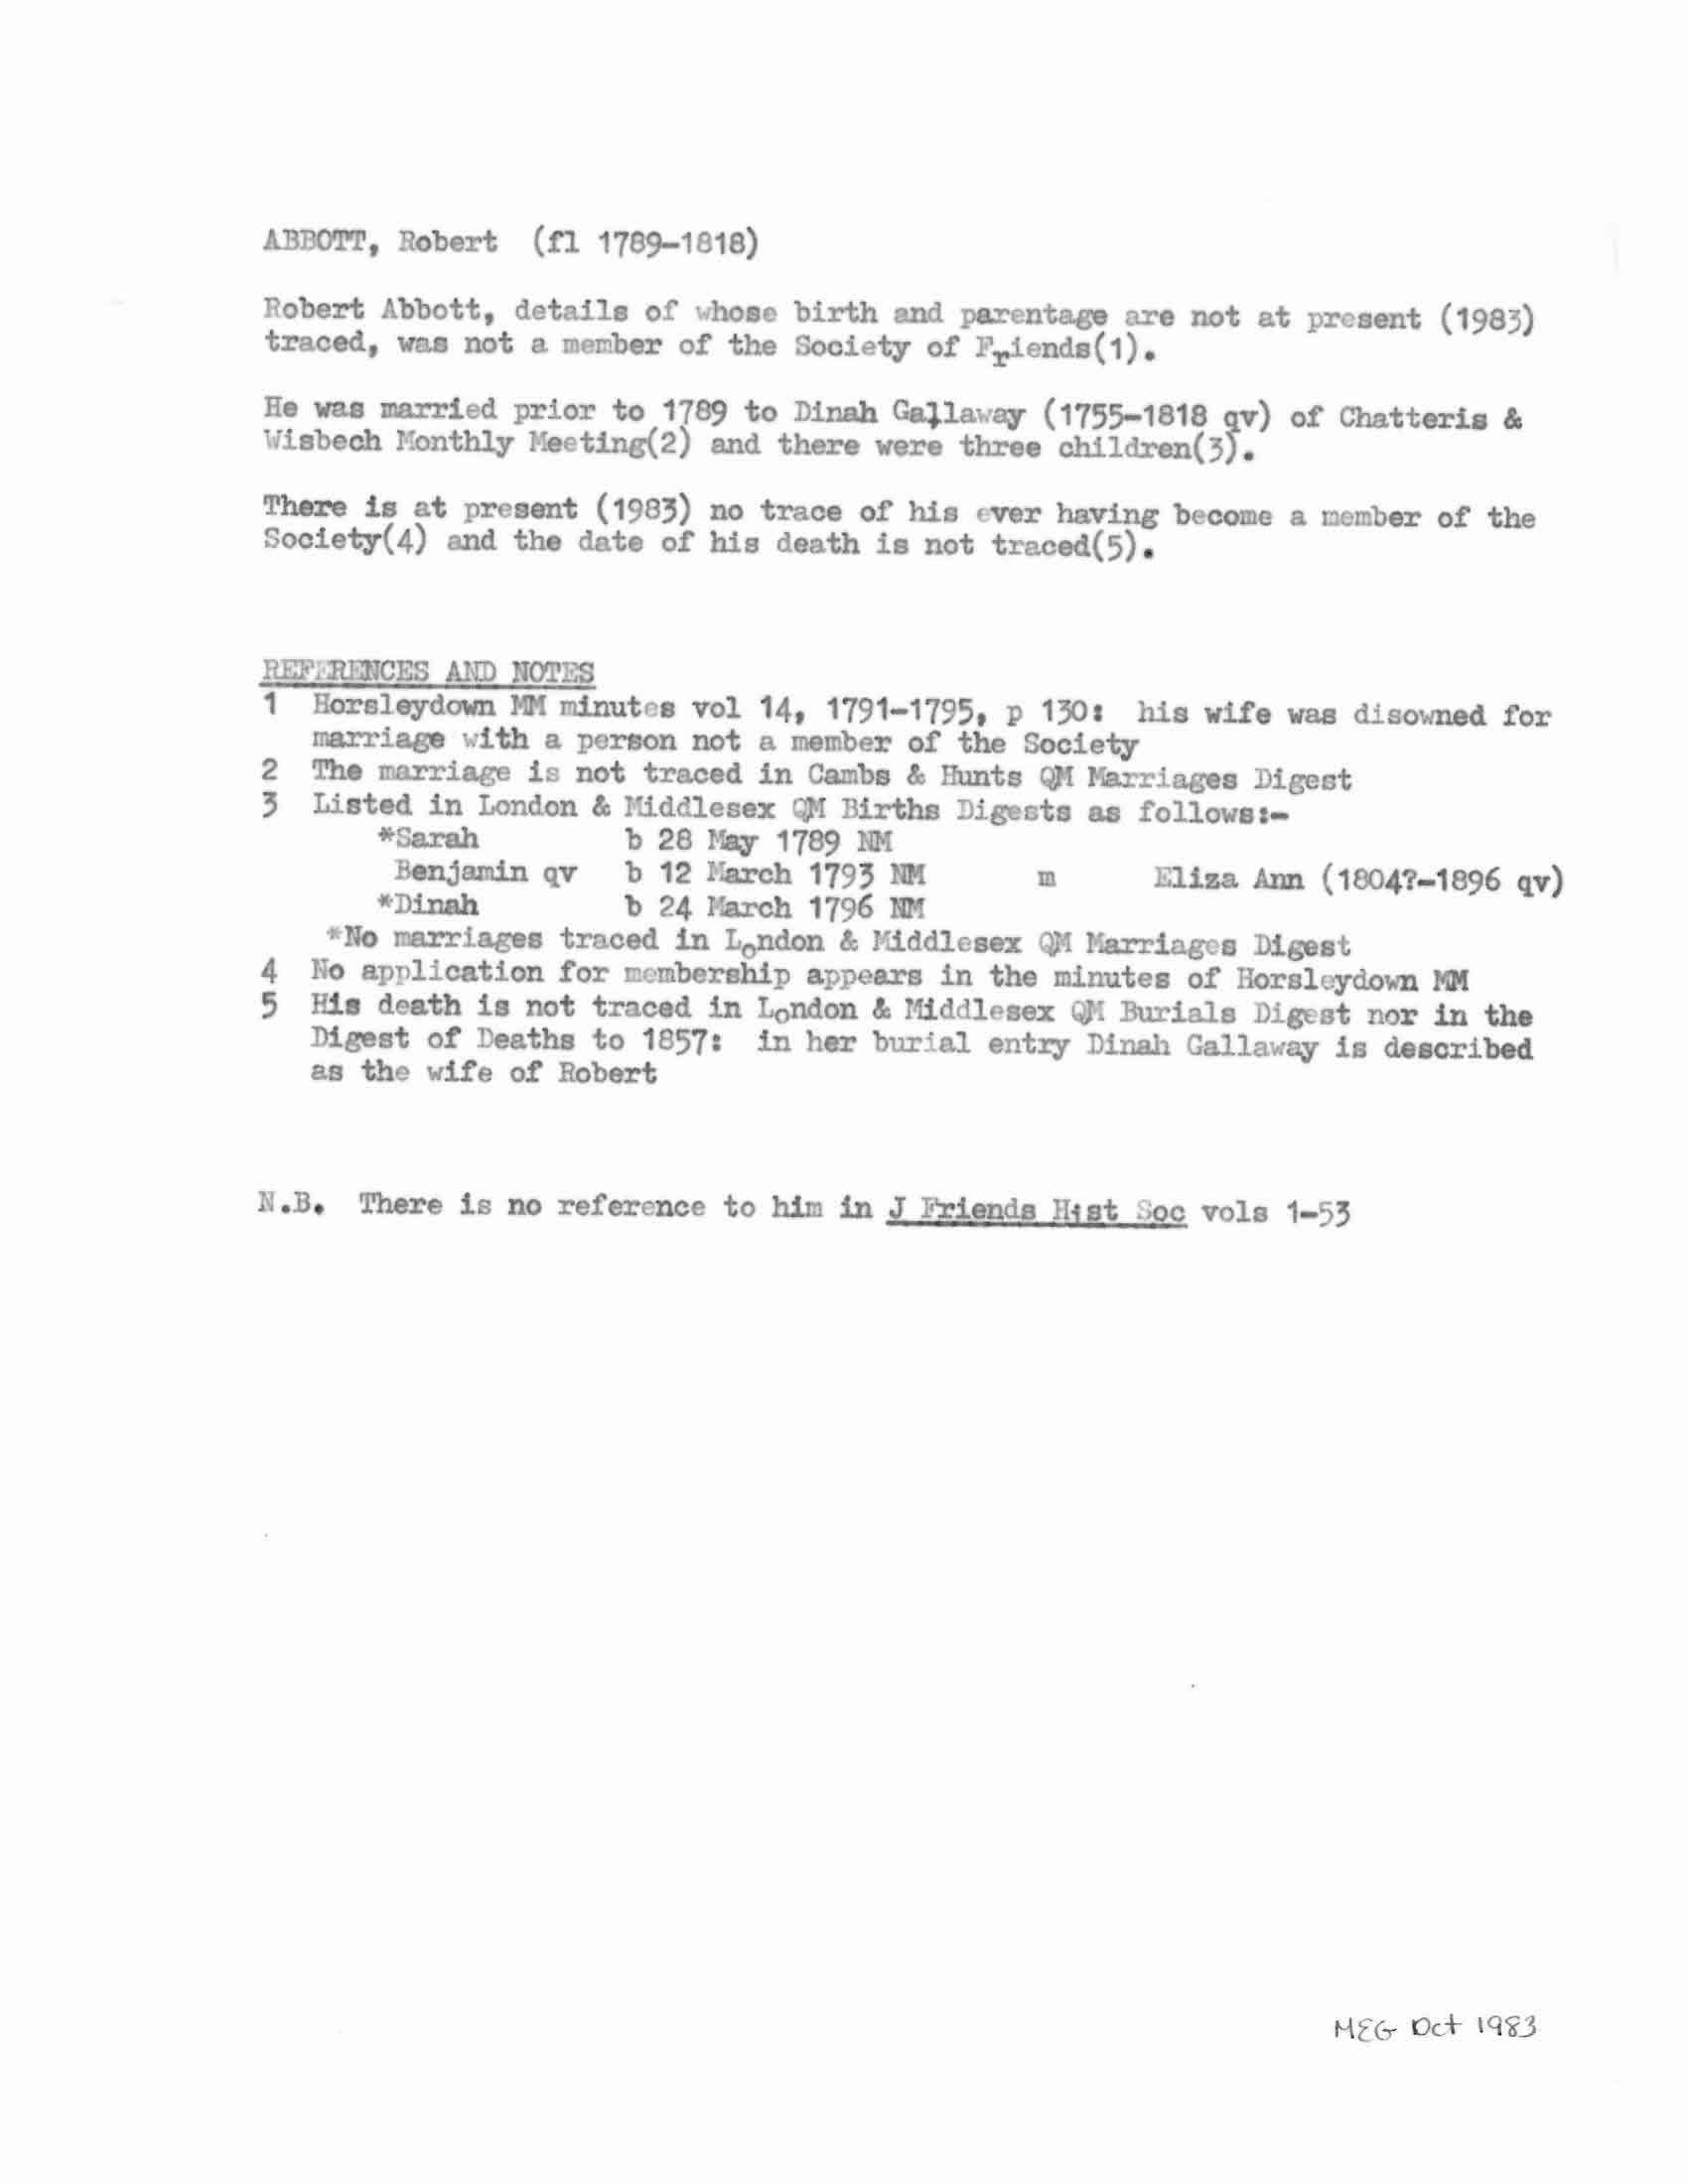 ABBOTT, Robert (fl 1789-1818)
Robert Abbott, details of whose birth and parentage are not at present (1983)
traced, was not a member of the Society of Friends(1).
He was married prior to 1789 to Dinah Gallaway (1755-1818 qv) of Chatteris &
Wisbech Monthly Meeting(2) and there were three children(3).
There is at present (1983) no trace of his ever having become a member of the
Society(4) and the date of his death is not traced(5).
REFERENCES AND NOTES
1 Horsleydown MM minutes vol 14, 1791-1795, p 130: his wife was disowned for
marriage with a person not a member of the Society
2 The marriage is not traced in Cambs & Hunts QM Marriages Digest
3 Listed in London & Middlesex QM Births Digests as follows:-
*Sarah b 28 May 1789 NM
Benjamin qv b 12 March 1793 NM m Eliza Ann (1804?-1896 qv)
*Dinah b 24 March 1796 NM
*No marriages traced in London & Middlesex QM Marriages Digest
4 No application for membership appears in the minutes of Horsleydown MM
5 His death is not traced in London & Middlesex QM Burials Digest nor in the
Digest of Deaths to 1857: in her burial entry Dinah Gallaway is described
as the wife of Robert
N.B. There is no reference to him in J Friends Hist Soc vols 1-53
MEG Oct 1983